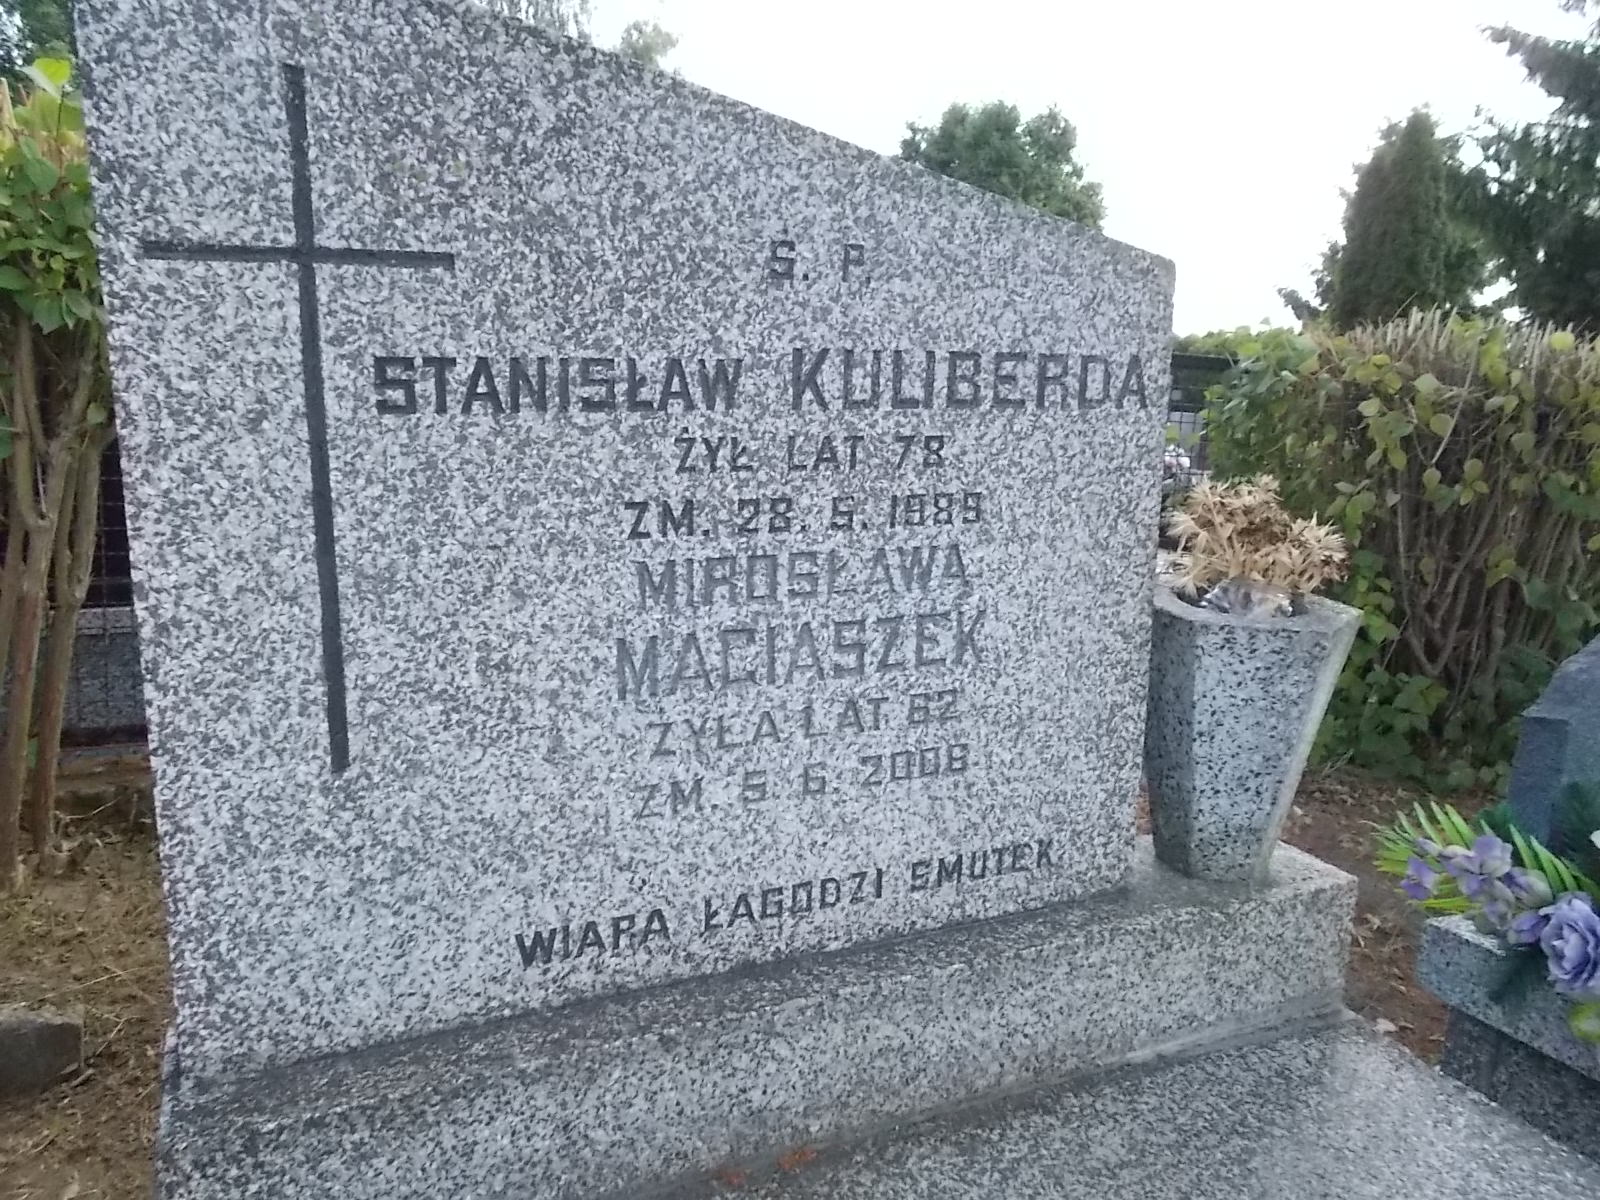 Ś. P.
STANISŁAW KULIBERDA
ŻYŁ LAT 78
ZM. 28. 5. 1989
MIROSŁAWA
MACIASZEK
ŻYŁA LAT 62
ZM. 5. 6. 2006
WIARA ŁAGODZI SMUTEK